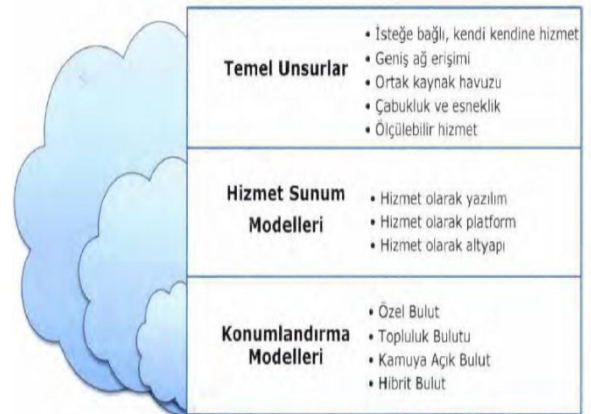 Temel Unsurlar
• İsteğe bağlı, kendi kendine hizmet
• Geniş ağ erişimi
• Ortak kaynak havuzu
• Çabukluk ve esneklik
• Ölçülebilir hizmet
Hizmet Sunum
Modelleri
• Hizmet olarak yazılım
• Hizmet olarak platform
• Hizmet olarak altyapı
Konumlandırma
Modelleri
• Özel Bulut
• Topluluk Bulutu
• Kamuya Açık Bulut
• Hibrit Bulut